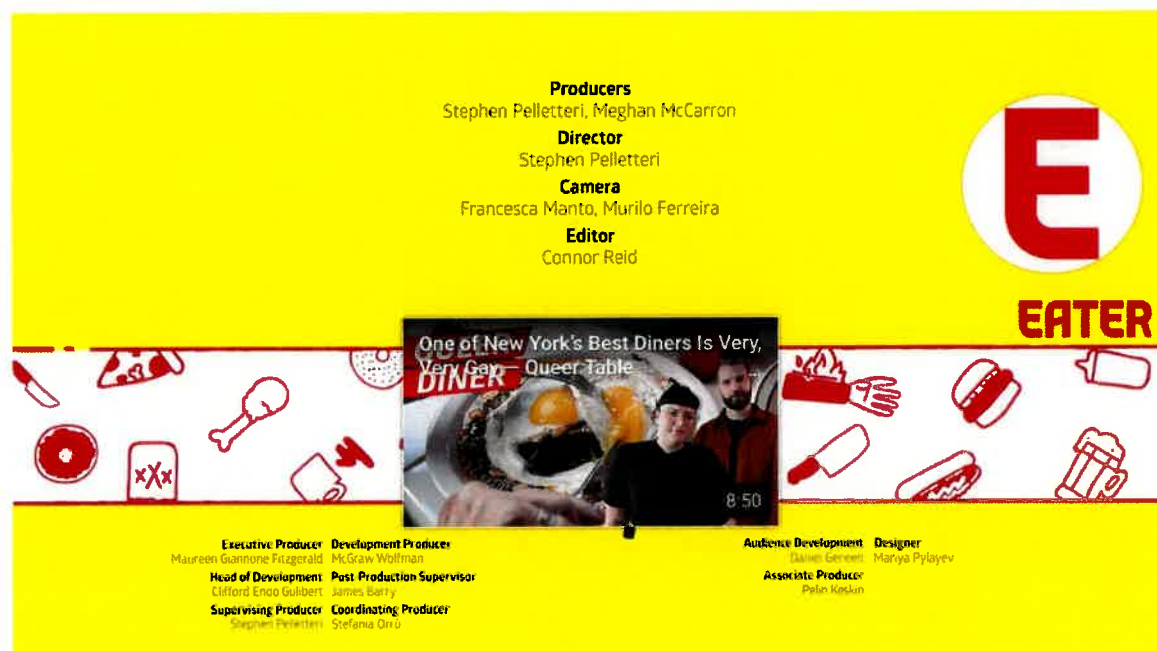 Producers
Stephen Pelletteri, Meghan McCarron
Director
Stephen Pelletteri
Camera
Francesca Manto, Murilo Ferreira
Editor
Connor Reid
E
EATER
One of New York's Best Diners Is Very,
Very Gay — Queer Table
DINER
8:50
xXx
Executive Producer Development Producer
Maureen Giannone Fitzgerald McGraw Wolfman
Head of Development Post-Production Supervisor
Clifford Endo Gulibert James Barry
Supervising Producer Coordinating Producer
Stephen Pelletteri Stefania Orrù
Audience Development Designer
Mariya Pylayev
Associate Producer
Pelin Keskin